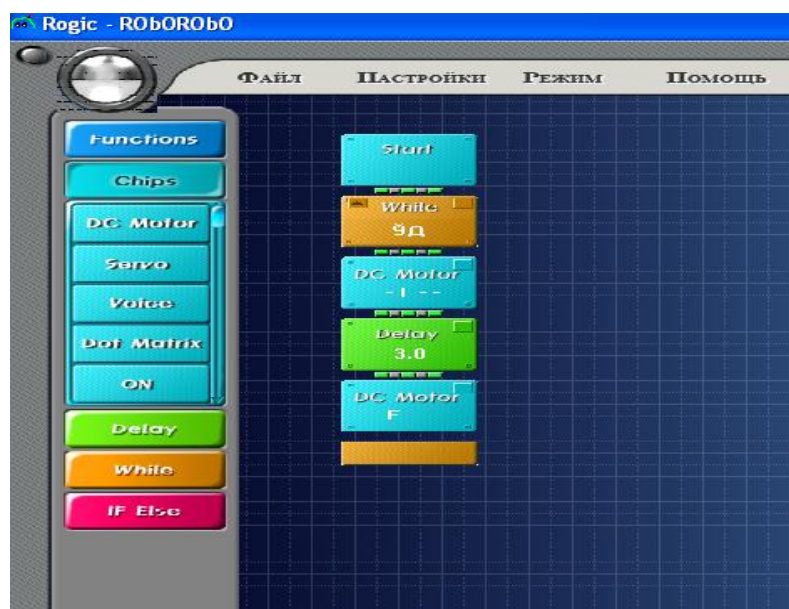 Rogic - RObORObO
Файл Пастройки Режим Помощь
Functions
Chips
DC Motor
Servo
Voice
Dot Matrix
ON
Delay
While
IF Else
Start
While
9Д
DC Motor
- I - -
Delay
3.0
DC Motor
F